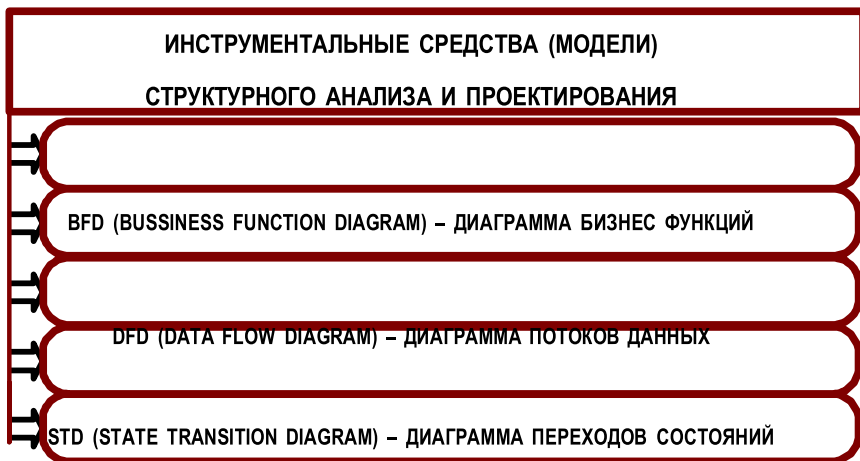 ИНСТРУМЕНТАЛЬНЫЕ СРЕДСТВА (МОДЕЛИ)
СТРУКТУРНОГО АНАЛИЗА И ПРОЕКТИРОВАНИЯ
BFD (BUSSINESS FUNCTION DIAGRAM) – ДИАГРАММА БИЗНЕС ФУНКЦИЙ
DFD (DATA FLOW DIAGRAM) – ДИАГРАММА ПОТОКОВ ДАННЫХ
STD (STATE TRANSITION DIAGRAM) – ДИАГРАММА ПЕРЕХОДОВ СОСТОЯНИЙ